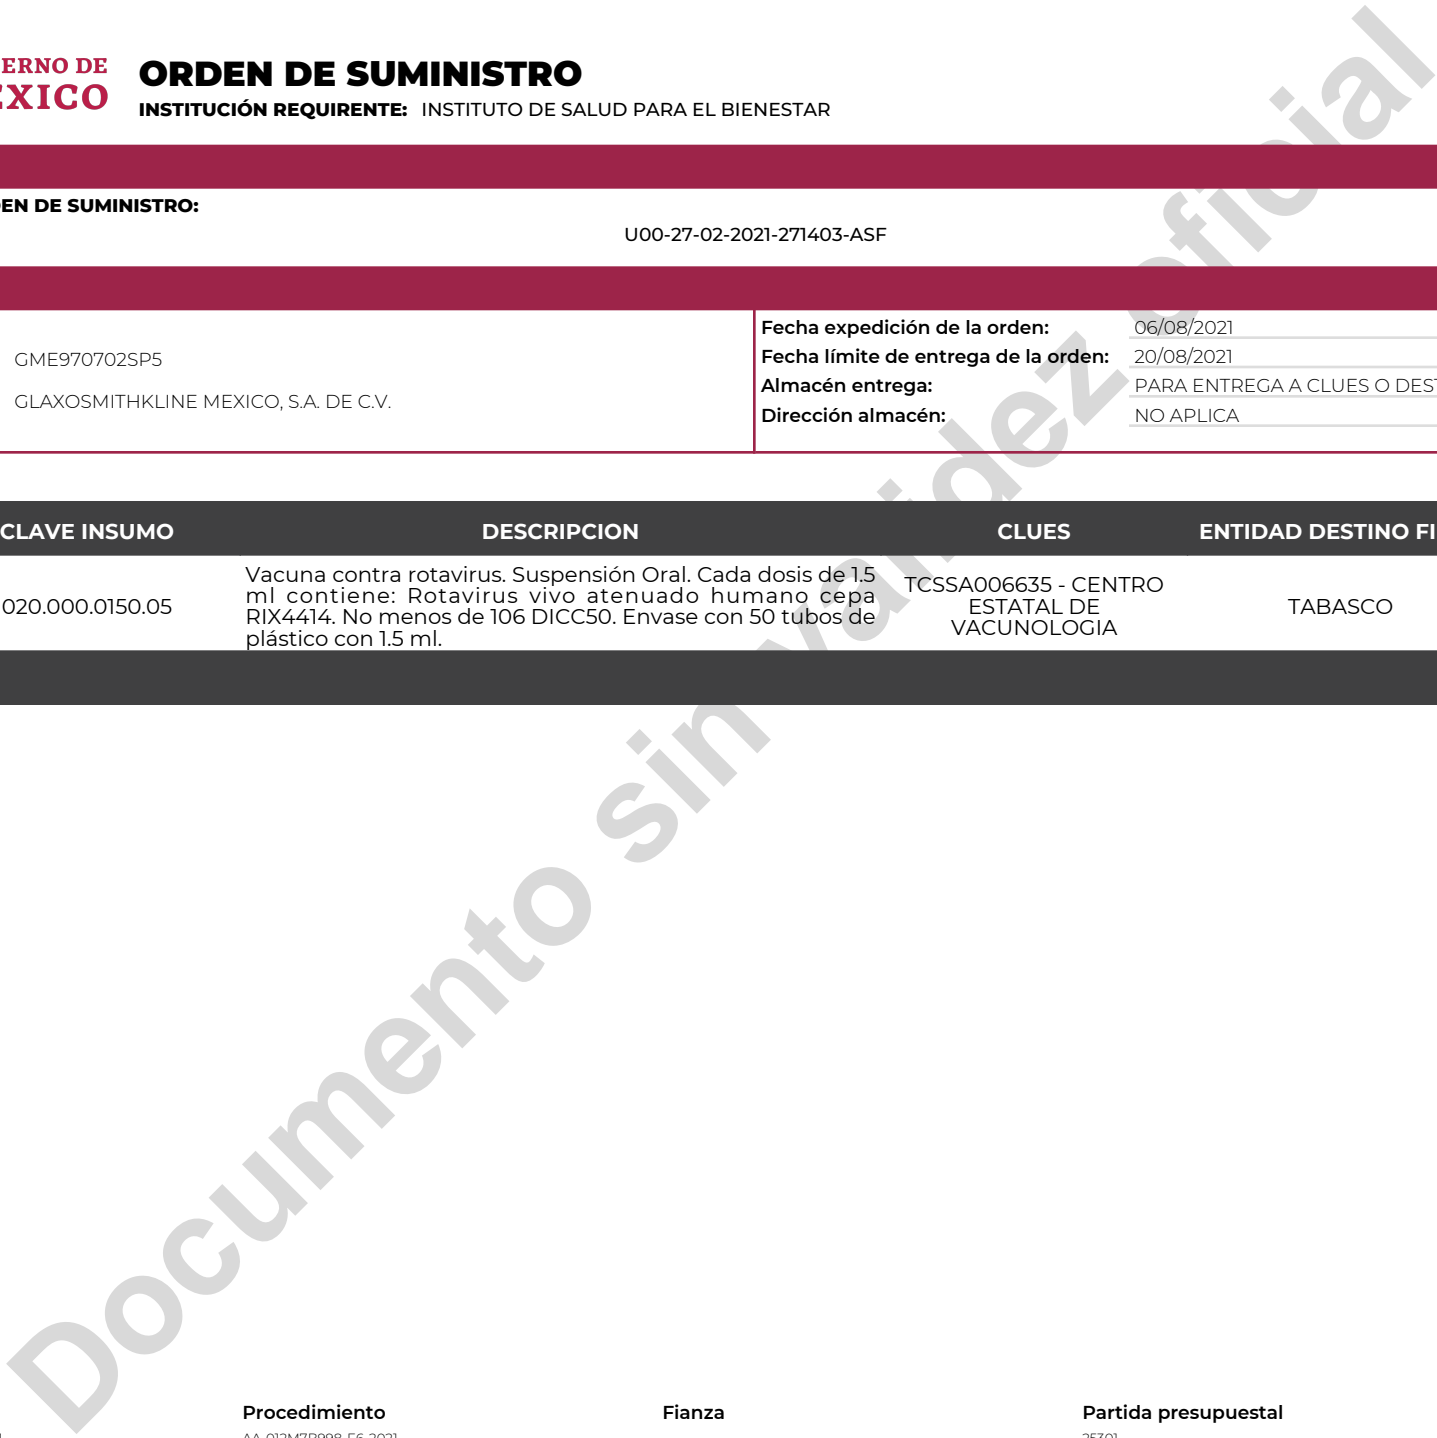 ERNO DE
EXICO
ORDEN DE SUMINISTRO
INSTITUCIÓN REQUIRENTE: INSTITUTO DE SALUD PARA EL BIENESTAR
EN DE SUMINISTRO:
U00-27-02-2021-271403-ASF
GME970702SP5
GLAXOSMITHKLINE MEXICO, S.A. DE C.V.
Fecha expedición de la orden: 06/08/2021
Fecha límite de entrega de la orden: 20/08/2021
Almacén entrega: PARA ENTREGA A CLUES O DEST
Dirección almacén: NO APLICA
CLAVE INSUMO DESCRIPCION CLUES ENTIDAD DESTINO FI
020.000.0150.05
Vacuna contra rotavirus. Suspensión Oral. Cada dosis de 1.5
ml contiene: Rotavirus vivo atenuado humano cepa
RIX4414. No menos de 106 DICC50. Envase con 50 tubos de
plástico con 1.5 ml.
TCSSA006635 - CENTRO
ESTATAL DE
VACUNOLOGIA
TABASCO
Documento sin validez oficial
Procedimiento Fianza Partida presupuestal